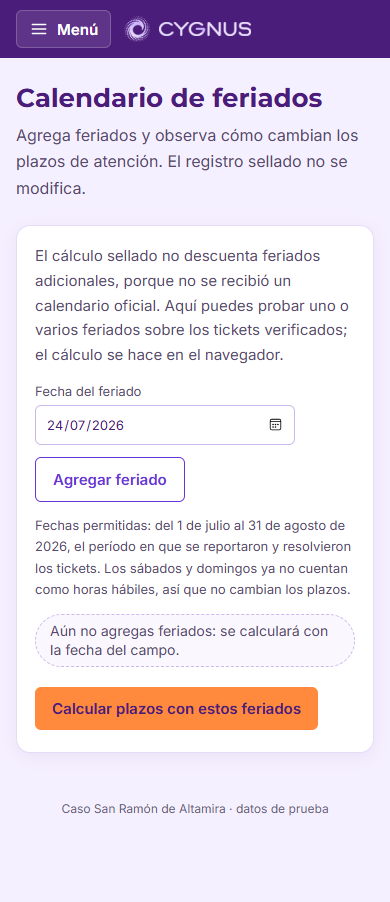 Menú
CYGNUS
Calendario de feriados
Agrega feriados y observa cómo cambian los
plazos de atención. El registro sellado no se
modifica.
El cálculo sellado no descuenta feriados
adicionales, porque no se recibió un
calendario oficial. Aquí puedes probar uno o
varios feriados sobre los tickets verificados;
el cálculo se hace en el navegador.
Fecha del feriado
24/07/2026
Agregar feriado
Fechas permitidas: del 1 de julio al 31 de agosto de
2026, el período en que se reportaron y resolvieron
los tickets. Los sábados y domingos ya no cuentan
como horas hábiles, así que no cambian los plazos.
Aún no agregas feriados: se calculará con
la fecha del campo.
Calcular plazos con estos feriados
Caso San Ramón de Altamira · datos de prueba